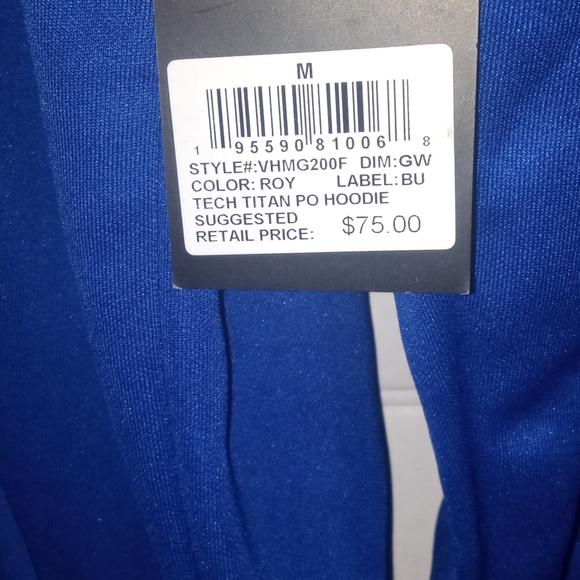 M
1 95590 81006 8
STYLE#:VHMG200F DIM:GW
COLOR: ROY LABEL:BU
TECH TITAN PO HOODIE
SUGGESTED
RETAIL PRICE: $75.00